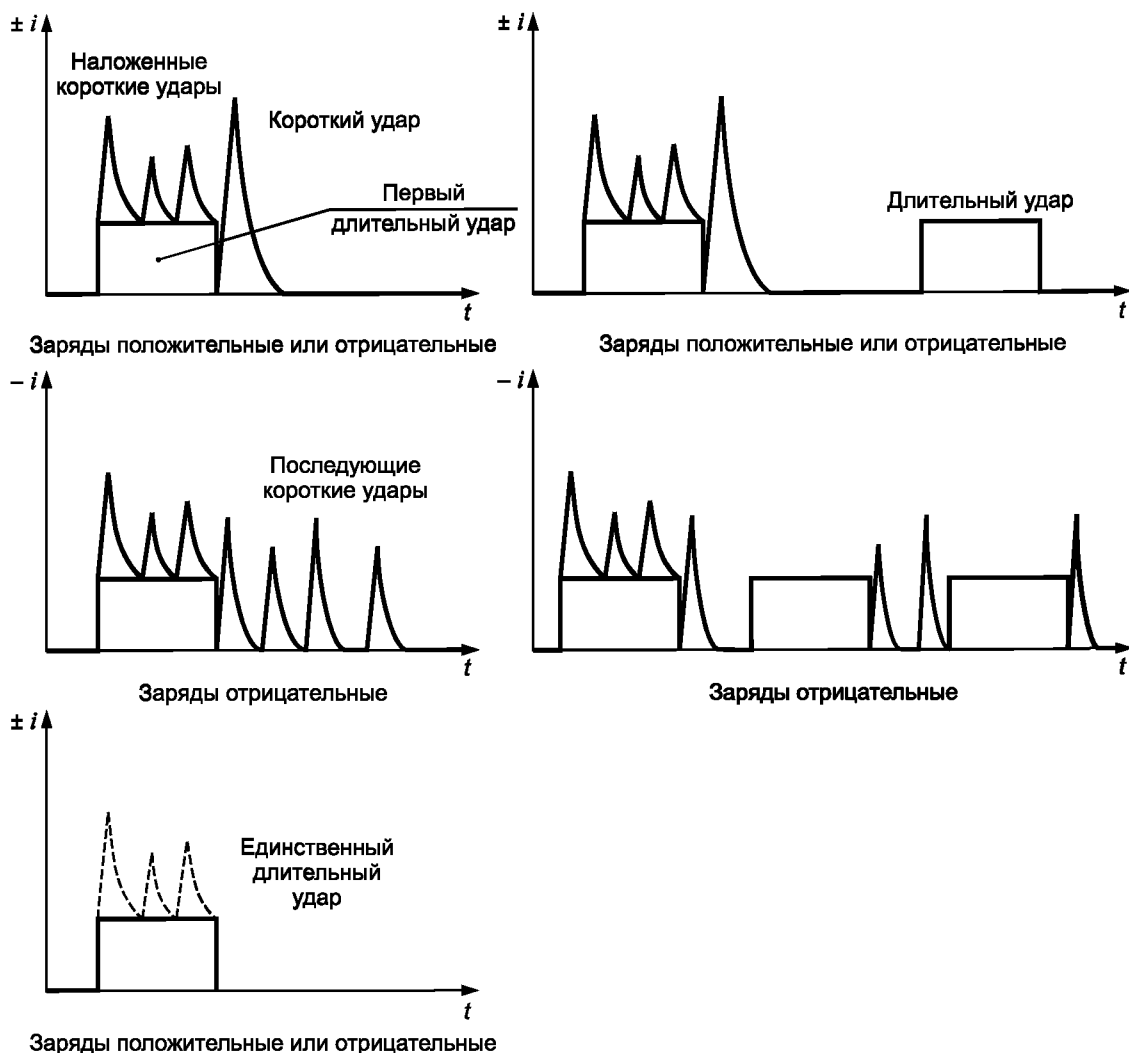 ± i
Наложенные
короткие удары
Короткий удар
Первый
длительный удар
t
Заряды положительные или отрицательные
± i
Длительный удар
t
Заряды положительные или отрицательные
– i
Последующие
короткие удары
t
Заряды отрицательные
– i
t
Заряды отрицательные
± i
Единственный
длительный
удар
t
Заряды положительные или отрицательные